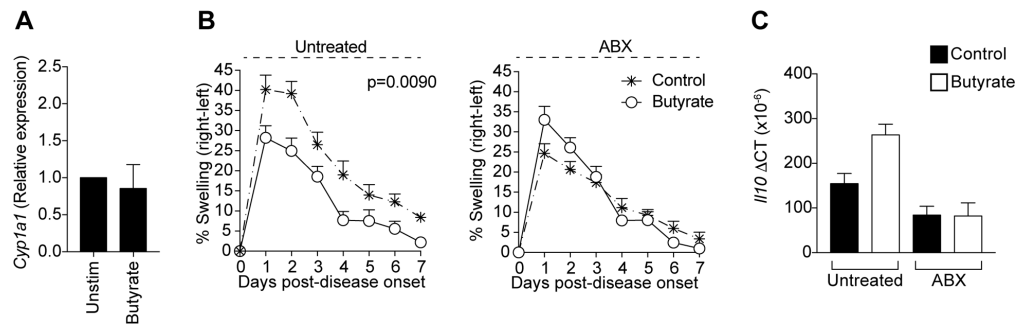 A
Cyp1a1 (Relative expression)
2.5
2.0
1.5
1.0
0.5
0.0
Unstim
Butyrate
B
Untreated
p=0.0090
% Swelling (right-left)
45
40
35
30
25
20
15
10
5
0
0 1 2 3 4 5 6 7
Days post-disease onset
ABX
Control
Butyrate
% Swelling (right-left)
45
40
35
30
25
20
15
10
5
0
0 1 2 3 4 5 6 7
Days post-disease onset
C
Control
Butyrate
Il10 ΔCT (x10⁻⁶)
400
300
200
100
0
Untreated
ABX